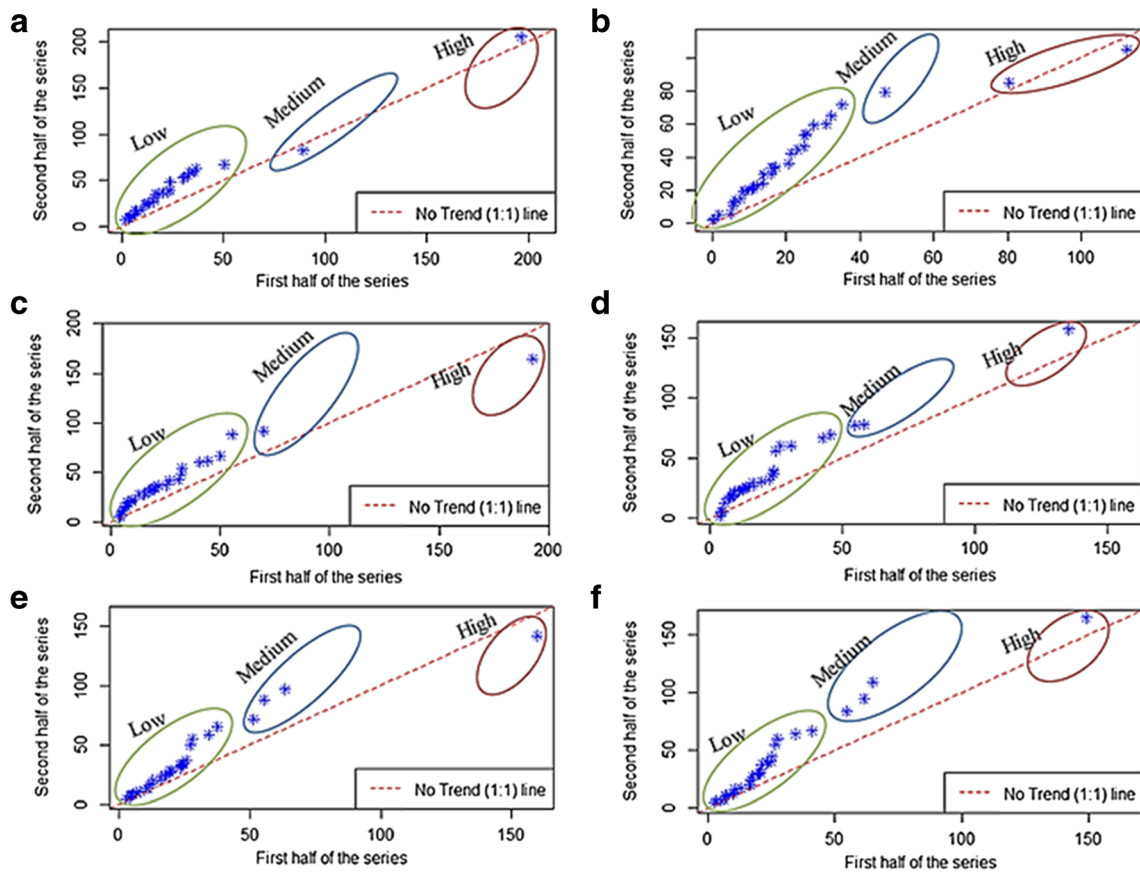 a
Second half of the series
200
150
100
50
0
Low
Medium
High
No Trend (1:1) line
0 50 100 150 200
First half of the series
b
Second half of the series
80
60
40
20
0
Low
Medium
High
No Trend (1:1) line
0 20 40 60 80 100
First half of the series
c
Second half of the series
200
150
100
50
0
Low
Medium
High
No Trend (1:1) line
0 50 100 150 200
First half of the series
d
Second half of the series
150
100
50
0
Low
Medium
High
No Trend (1:1) line
0 50 100 150
First half of the series
e
Second half of the series
150
100
50
0
Low
Medium
High
No Trend (1:1) line
0 50 100 150
First half of the series
f
Second half of the series
150
100
50
0
Low
Medium
High
No Trend (1:1) line
0 50 100 150
First half of the series